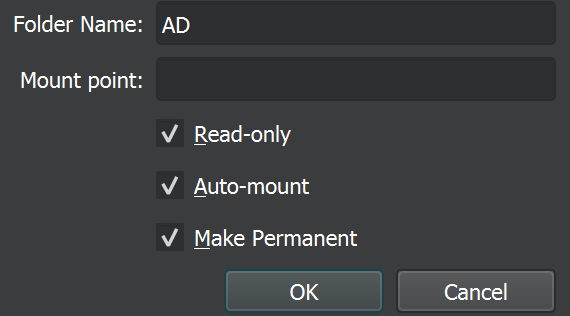 Folder Name: AD
Mount point:
Read-only
Auto-mount
Make Permanent
OK Cancel